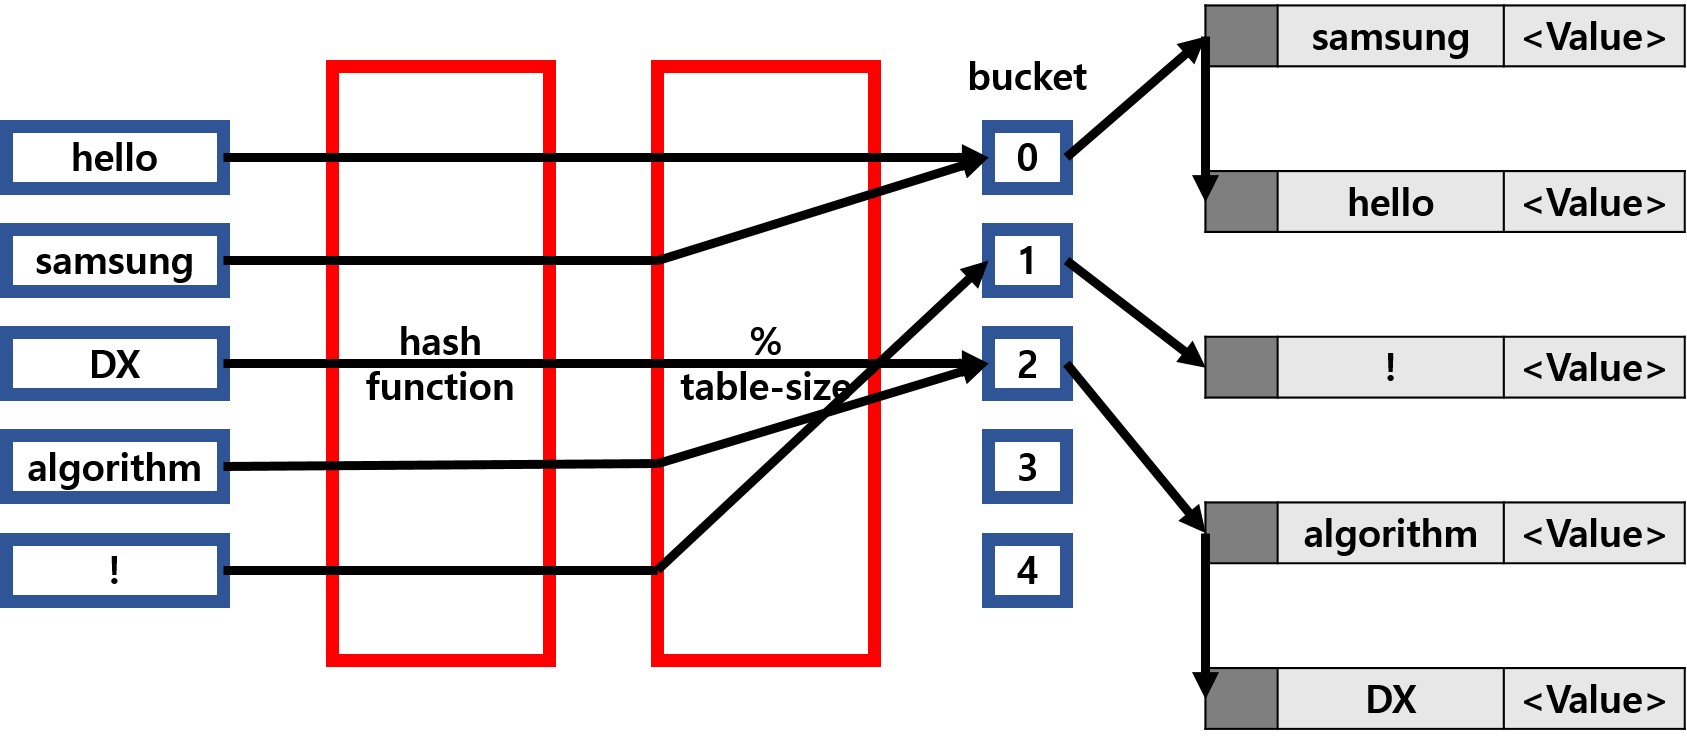 hello
samsung
DX
algorithm
!
hash
function
%
table-size
bucket
0
1
2
3
4
samsung <Value>
hello <Value>
! <Value>
algorithm <Value>
DX <Value>